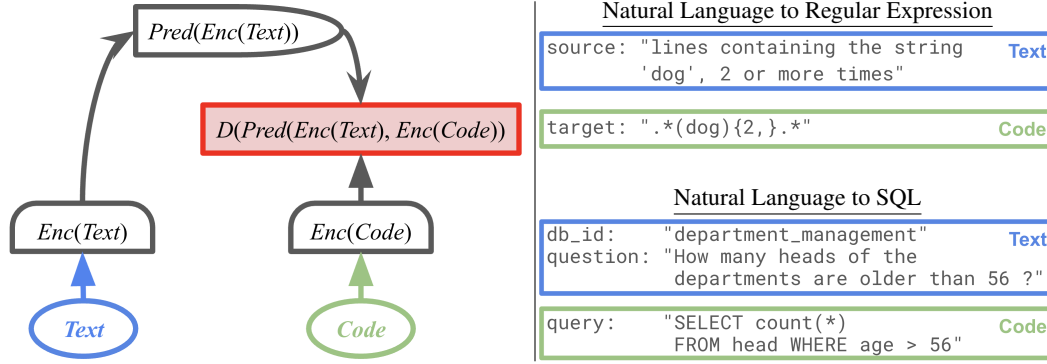 Pred(Enc(Text))
D(Pred(Enc(Text), Enc(Code))
Enc(Text)
Enc(Code)
Text
Code
Natural Language to Regular Expression
source: "lines containing the string Text
'dog', 2 or more times"
target: ".*(dog){2,}.*" Code
Natural Language to SQL
db_id: "department_management" Text
question: "How many heads of the
departments are older than 56 ?"
query: "SELECT count(*) Code
FROM head WHERE age > 56"